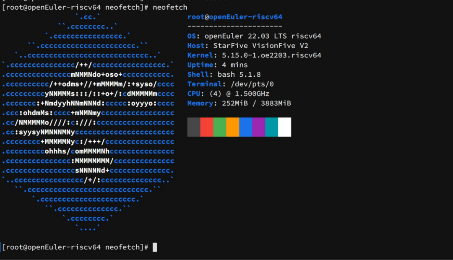 [root@openEuler-riscv64 neofetch]# neofetch
root@openEuler-riscv64
----------------------
OS: openEuler 22.03 LTS riscv64
Host: StarFive VisionFive V2
Kernel: 5.15.0-1.oe2203.riscv64
Uptime: 4 mins
Shell: bash 5.1.8
Terminal: /dev/pts/0
CPU: (4) @ 1.500GHz
Memory: 252MiB / 3883MiB
[root@openEuler-riscv64 neofetch]#